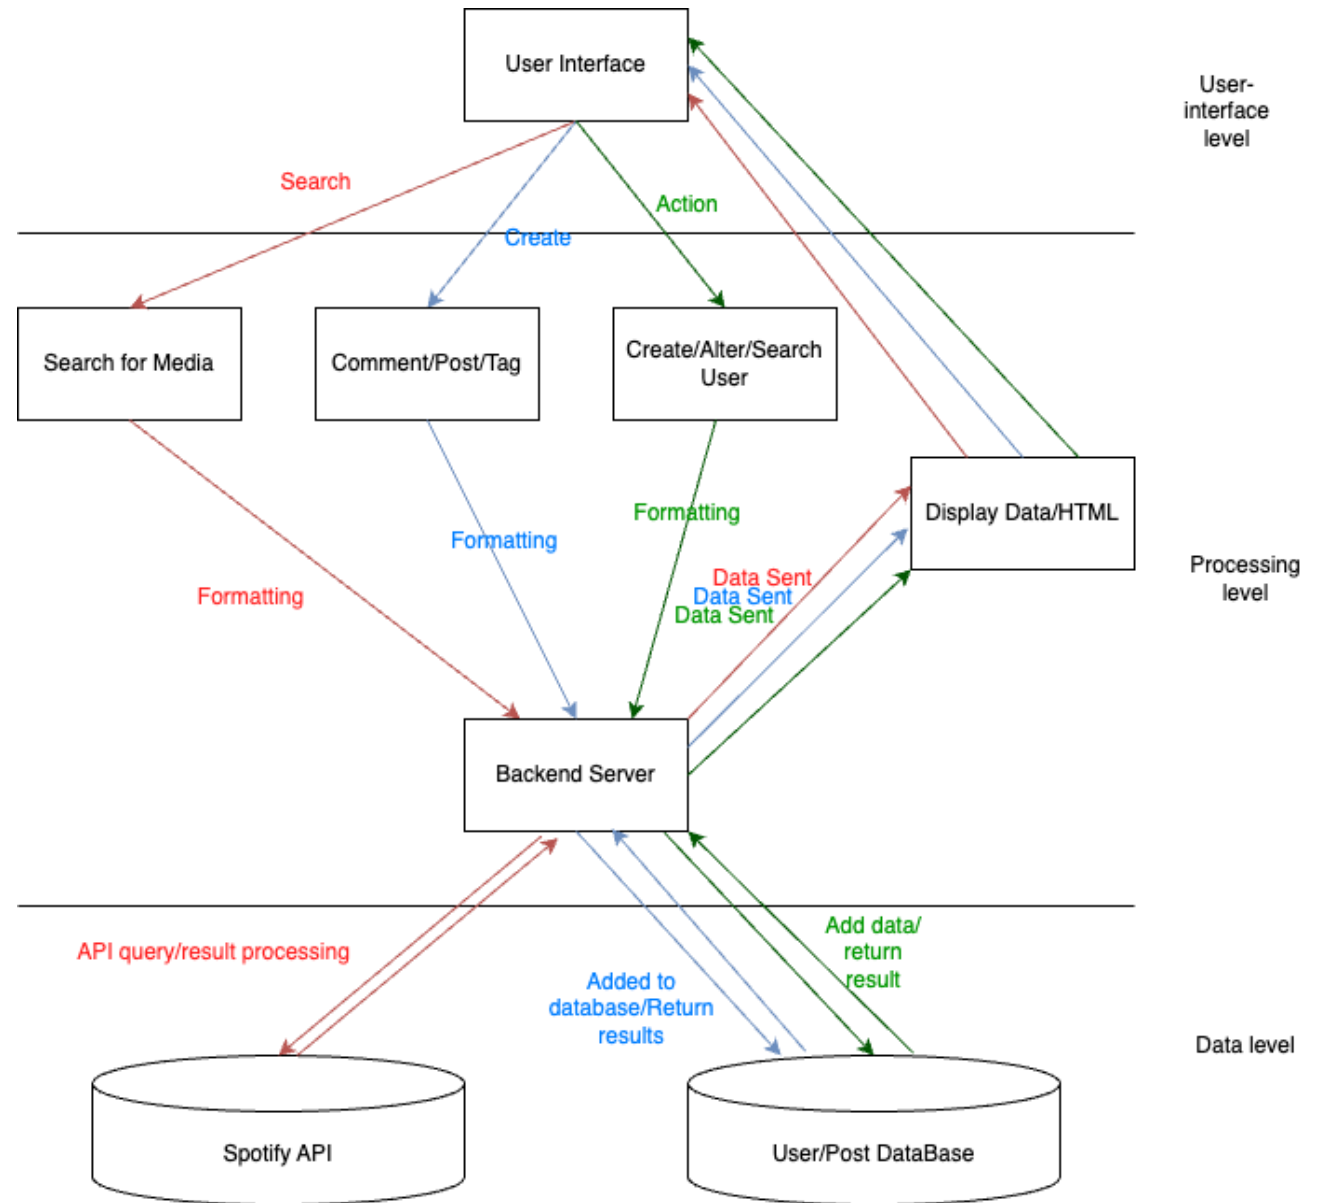 User Interface
User-
interface
level
Search
Action
Create
Search for Media
Comment/Post/Tag
Create/Alter/Search
User
Formatting
Display Data/HTML
Formatting
Data Sent
Processing
level
Formatting
Data Sent
Data Sent
Backend Server
API query/result processing
Add data/
return
result
Added to
database/Return
results
Data level
Spotify API
User/Post DataBase